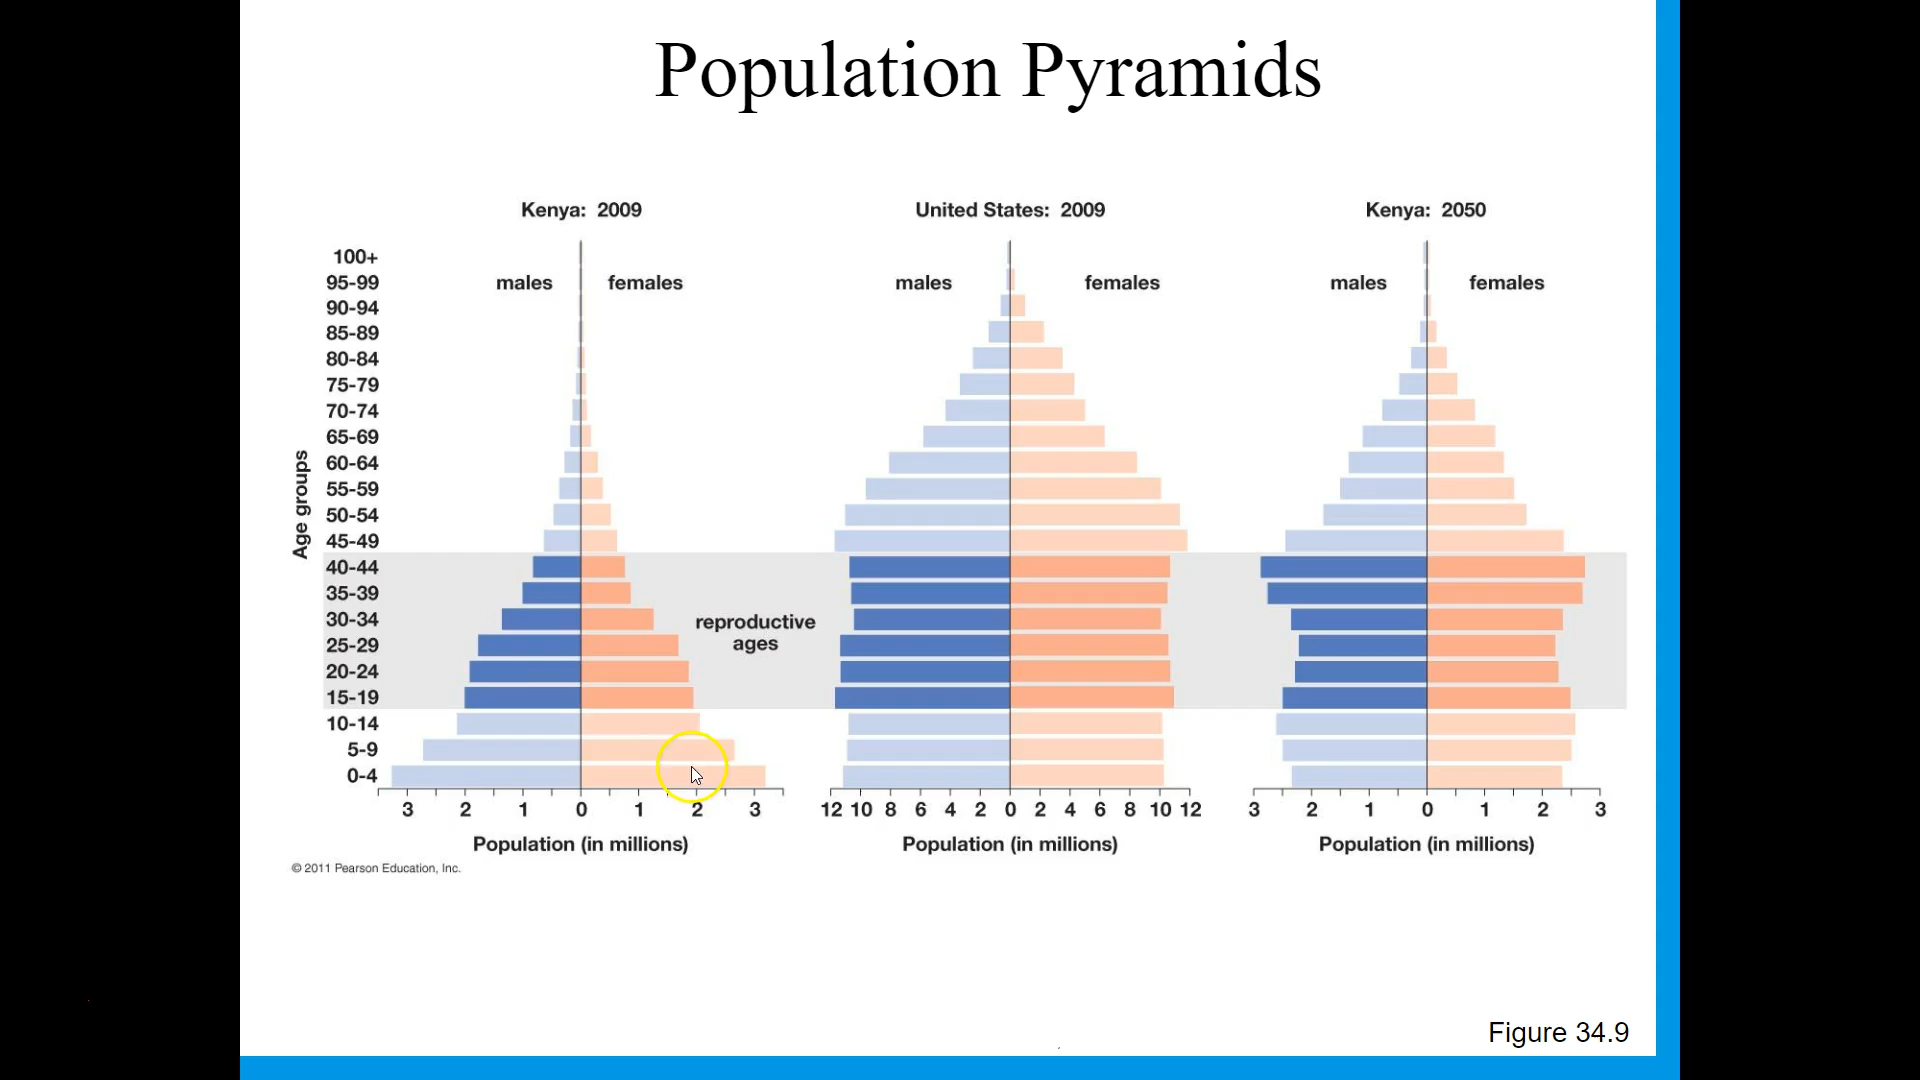 Population Pyramids
Kenya: 2009
United States: 2009
Kenya: 2050
100+
95-99
90-94
85-89
80-84
75-79
70-74
65-69
60-64
55-59
50-54
45-49
40-44
35-39
30-34
25-29
20-24
15-19
10-14
5-9
0-4
Age groups
males females
males females
males females
reproductive
ages
3 2 1 0 1 2 3
12 10 8 6 4 2 0 2 4 6 8 10 12
3 2 1 0 1 2 3
Population (in millions)
Population (in millions)
Population (in millions)
© 2011 Pearson Education, Inc.
Figure 34.9